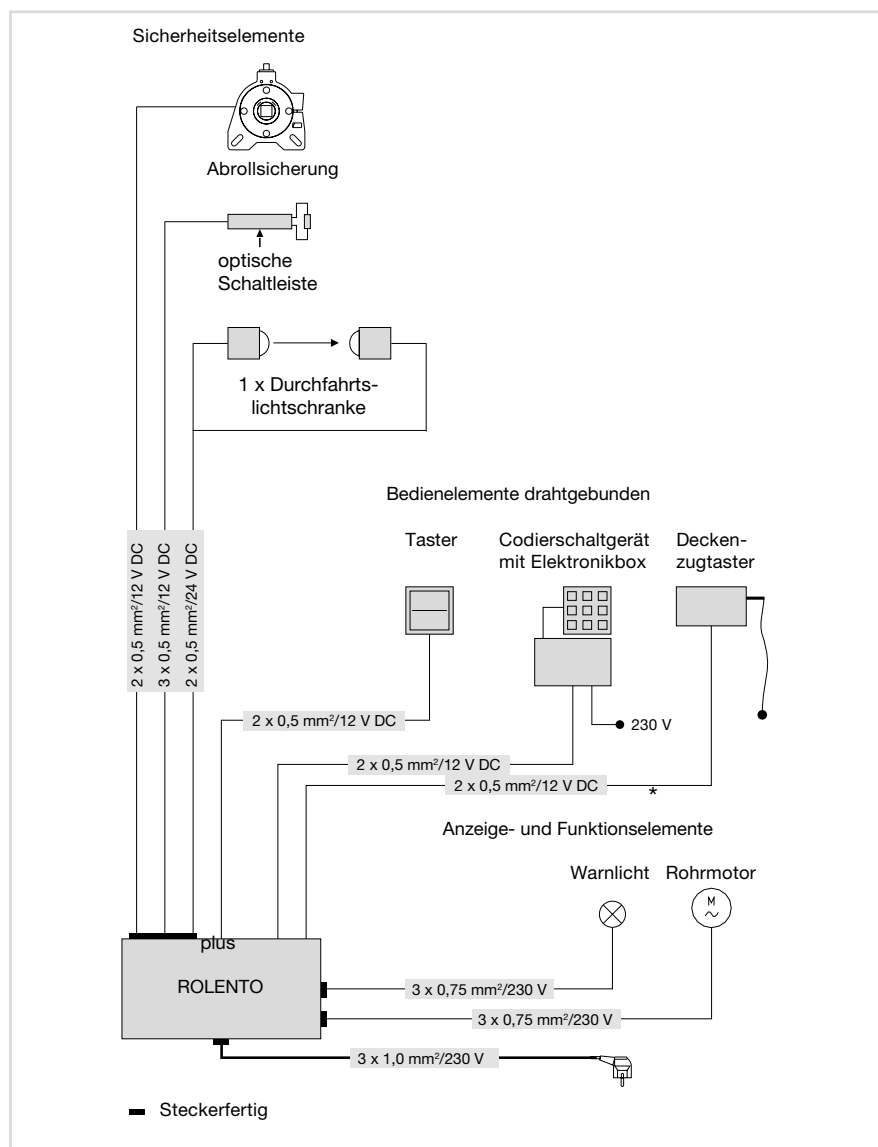 Sicherheitselemente
Abrollsicherung
optische
Schaltleiste
1 x Durchfahrts-
lichtschranke
2 x 0,5 mm²/12 V DC
3 x 0,5 mm²/12 V DC
2 x 0,5 mm²/24 V DC
Bedienelemente drahtgebunden
Taster
Codierschaltgerät
mit Elektronikbox
Decken-
zugtaster
230 V
2 x 0,5 mm²/12 V DC
2 x 0,5 mm²/12 V DC
2 x 0,5 mm²/12 V DC
*
Anzeige- und Funktionselemente
Warnlicht
Rohrmotor
M
~
plus
ROLENTO
3 x 0,75 mm²/230 V
3 x 0,75 mm²/230 V
3 x 1,0 mm²/230 V
Steckerfertig